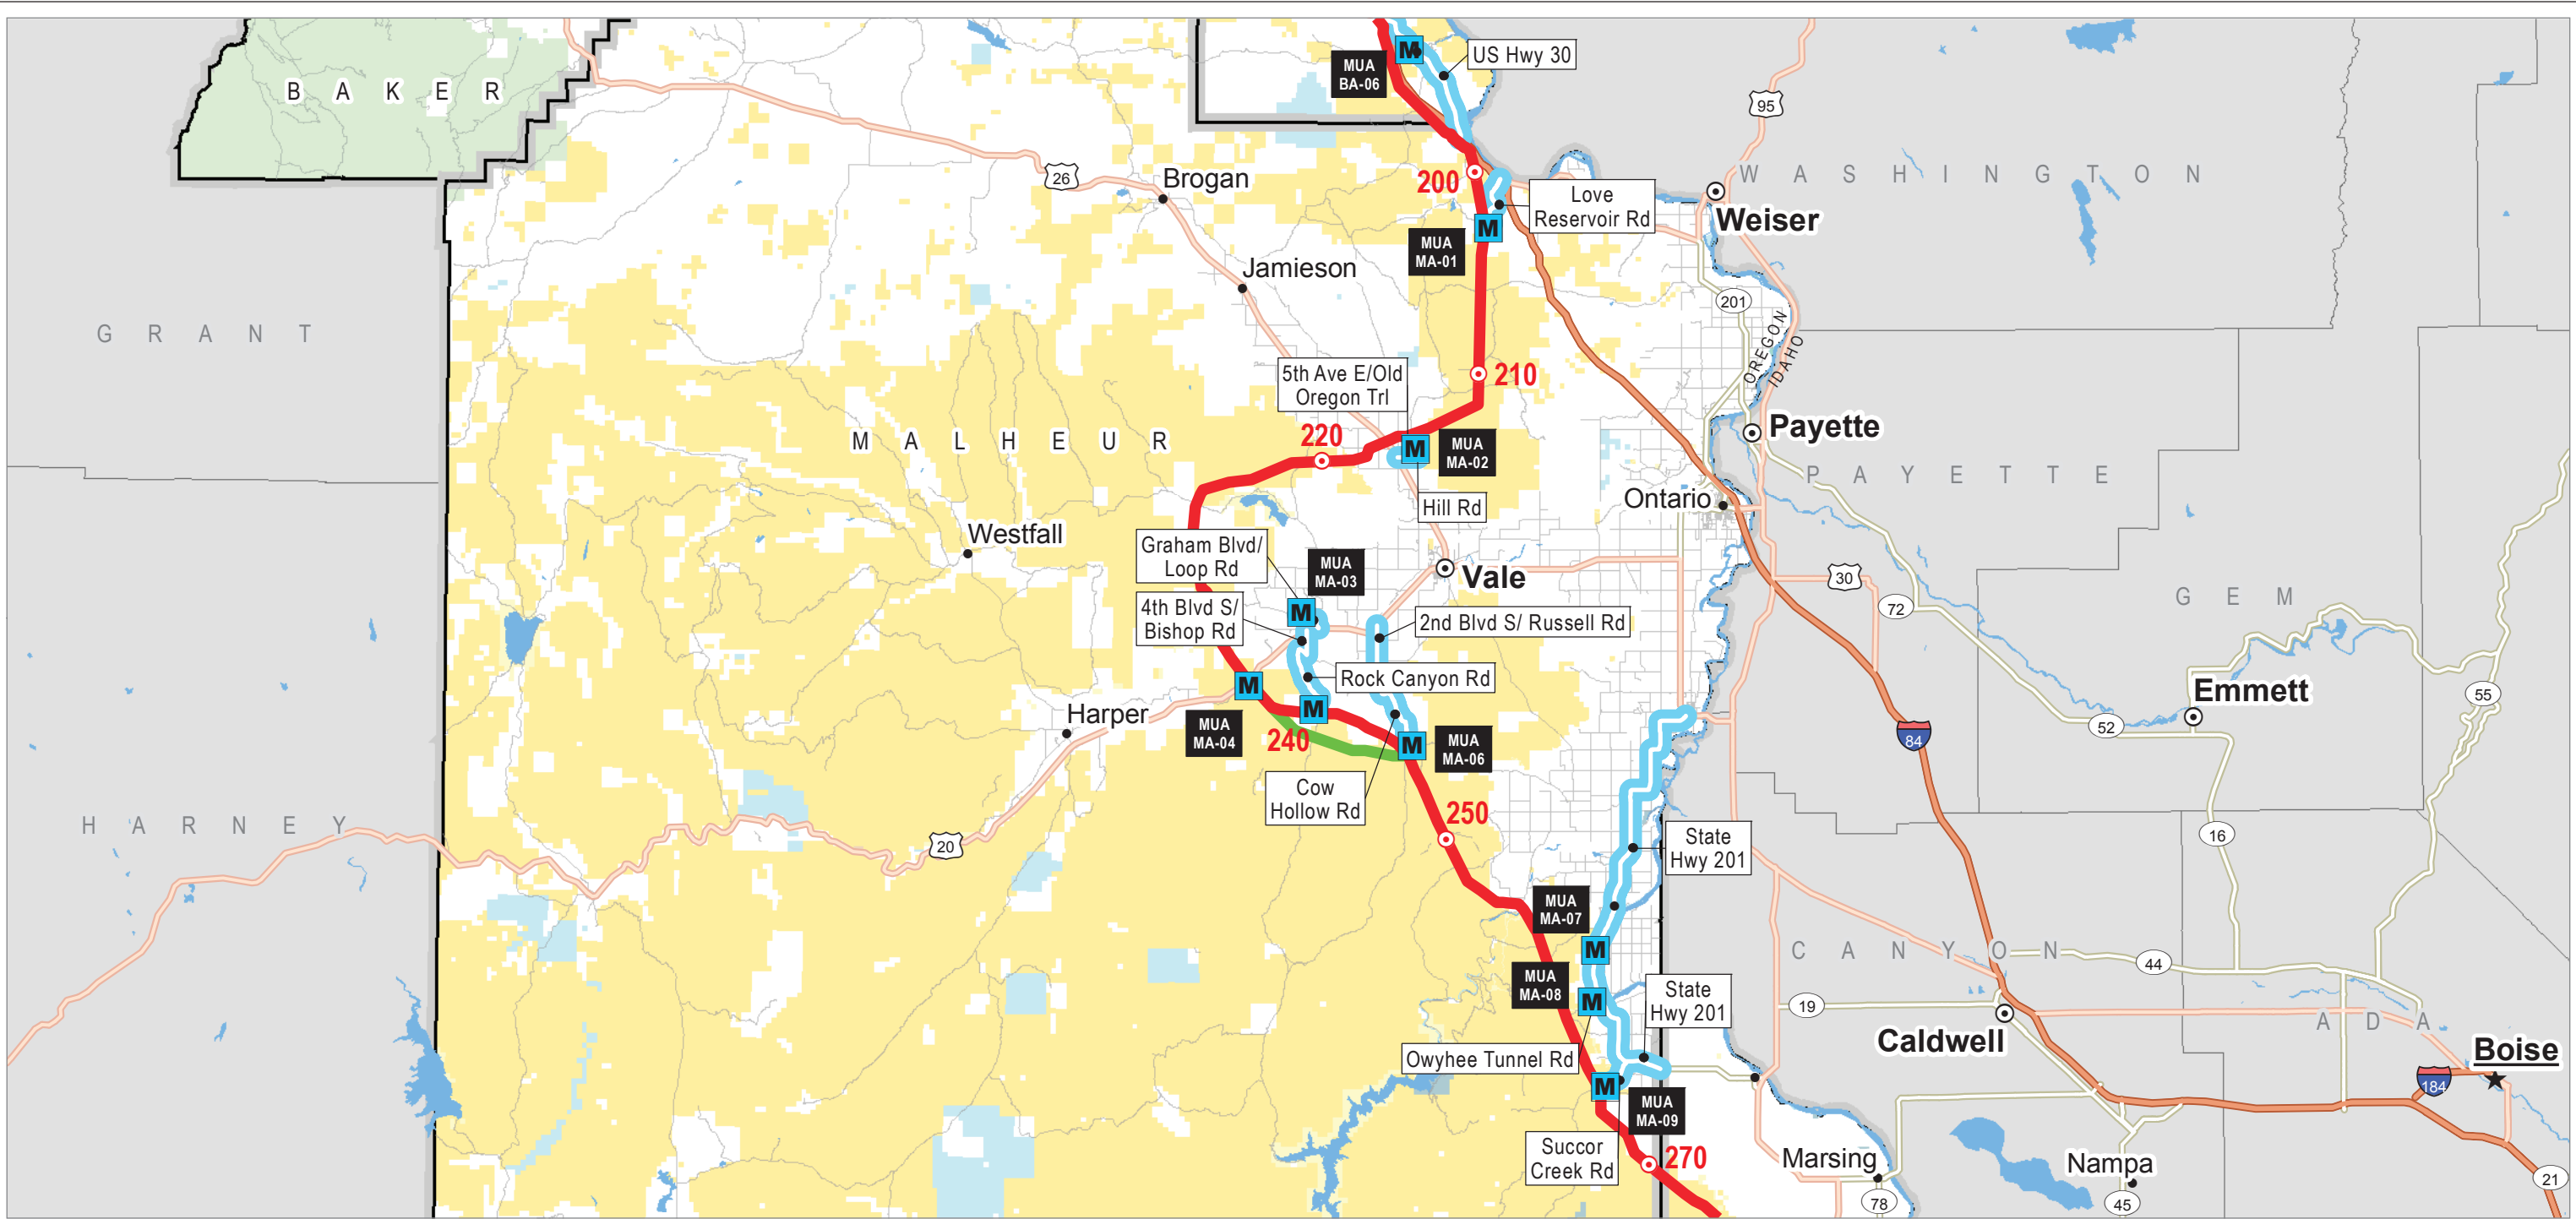 US Hwy 30
M
MUA
BA-06
B A K E R
95
26
Brogan
200
Love
Reservoir Rd
W A S H I N G T O N
Weiser
M
MUA
MA-01
Jamieson
201
OREGON
IDAHO
G R A N T
5th Ave E/Old
Oregon Trl
210
M A L H E U R
220
M
MUA
MA-02
Payette
P A Y E T T E
Hill Rd
Ontario
Westfall
Graham Blvd/
Loop Rd
MUA
MA-03
Vale
30
72
G E M
M
4th Blvd S/
Bishop Rd
2nd Blvd S/ Russell Rd
Rock Canyon Rd
M
M
Emmett
55
52
Harper
MUA
MA-04
240
M
MUA
MA-06
84
Cow
Hollow Rd
250
H A R N E Y
20
State
Hwy 201
16
MUA
MA-07
M
C A N Y O N
44
MUA
MA-08
M
State
Hwy 201
19
Caldwell
A D A
Boise
Owyhee Tunnel Rd
M
184
MUA
MA-09
Succor
Creek Rd
270
Marsing
Nampa
78
45
21